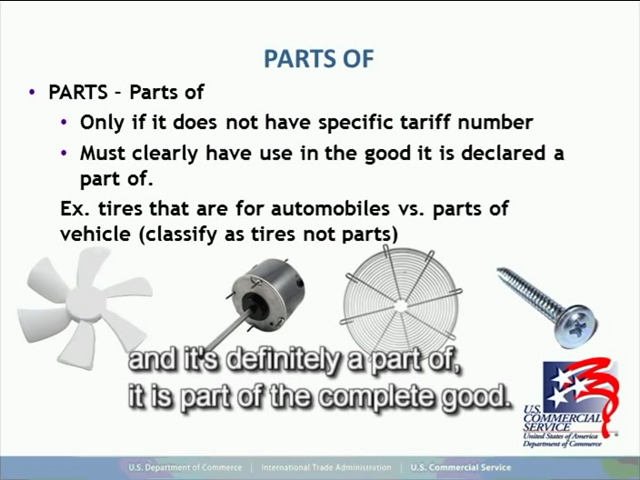 PARTS OF
• PARTS – Parts of
• Only if it does not have specific tariff number
• Must clearly have use in the good it is declared a
part of.
Ex. tires that are for automobiles vs. parts of
vehicle (classify as tires not parts)
and it's definitely a part of,
it is part of the complete good.
U.S.
COMMERCIAL
SERVICE
United States of America
Department of Commerce
U.S. Department of Commerce | International Trade Administration | U.S. Commercial Service